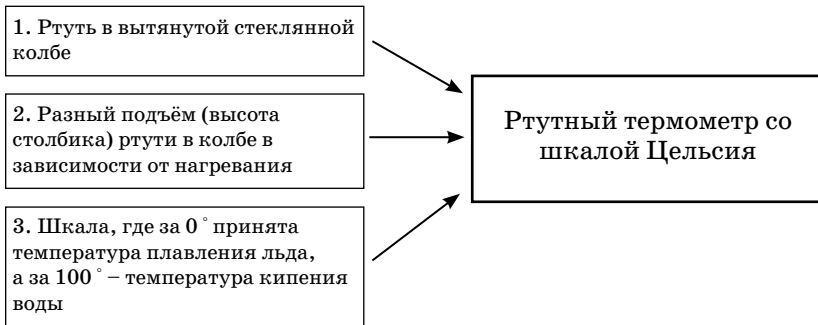 1. Ртуть в вытянутой стеклянной
колбе
2. Разный подъём (высота
столбика) ртути в колбе в
зависимости от нагревания
3. Шкала, где за 0° принята
температура плавления льда,
а за 100° – температура кипения
воды
Ртутный термометр со
шкалой Цельсия